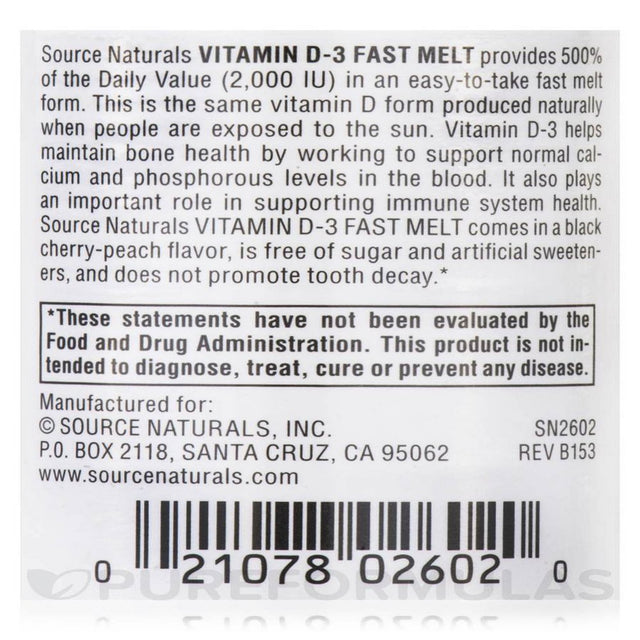 Source Naturals VITAMIN D-3 FAST MELT provides 500%
of the Daily Value (2,000 IU) in an easy-to-take fast melt
form. This is the same vitamin D form produced naturally
when people are exposed to the sun. Vitamin D-3 helps
maintain bone health by working to support normal cal-
cium and phosphorous levels in the blood. It also plays
an important role in supporting immune system health.
Source Naturals VITAMIN D-3 FAST MELT comes in a black
cherry-peach flavor, is free of sugar and artificial sweeten-
ers, and does not promote tooth decay.*
*These statements have not been evaluated by the
Food and Drug Administration. This product is not in-
tended to diagnose, treat, cure or prevent any disease.
Manufactured for:
© SOURCE NATURALS, INC. SN2602
P.O. BOX 2118, SANTA CRUZ, CA 95062 REV B153
www.sourcenaturals.com
0 21078 02602 0
PUREFORMULAS